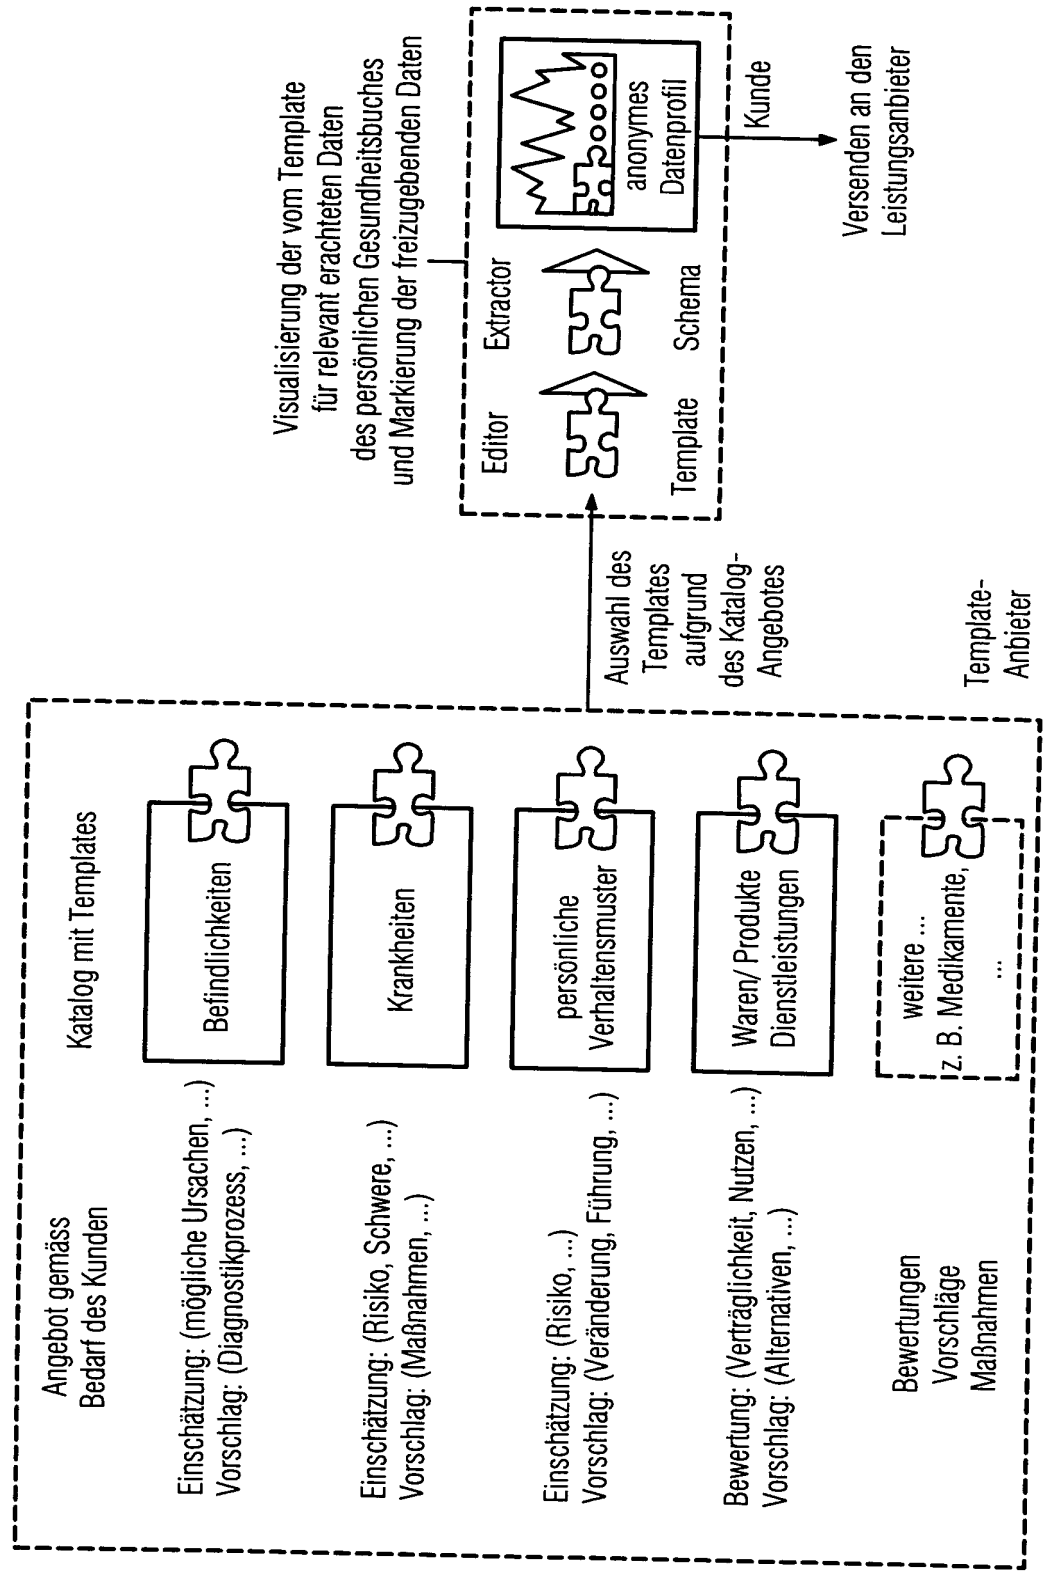 Angebot gemäss
Bedarf des Kunden
Katalog mit Templates
Einschätzung: (mögliche Ursachen, ...)
Vorschlag: (Diagnostikprozess, ...)
Befindlichkeiten
Einschätzung: (Risiko, Schwere, ...)
Vorschlag: (Maßnahmen, ...)
Krankheiten
Einschätzung: (Risiko, ...)
Vorschlag: (Veränderung, Führung, ...)
persönliche
Verhaltensmuster
Bewertung: (Verträglichkeit, Nutzen, ...)
Vorschlag: (Alternativen, ...)
Waren/ Produkte
Dienstleistungen
Bewertungen
Vorschläge
Maßnahmen
weitere ...
z. B. Medikamente,
...
Template-
Anbieter
Auswahl des
Templates
aufgrund
des Katalog-
Angebotes
Visualisierung der vom Template
für relevant erachteten Daten
des persönlichen Gesundheitsbuches
und Markierung der freizugebenden Daten
Editor
Extractor
Template
Schema
anonymes
Datenprofil
Kunde
Versenden an den
Leistungsanbieter